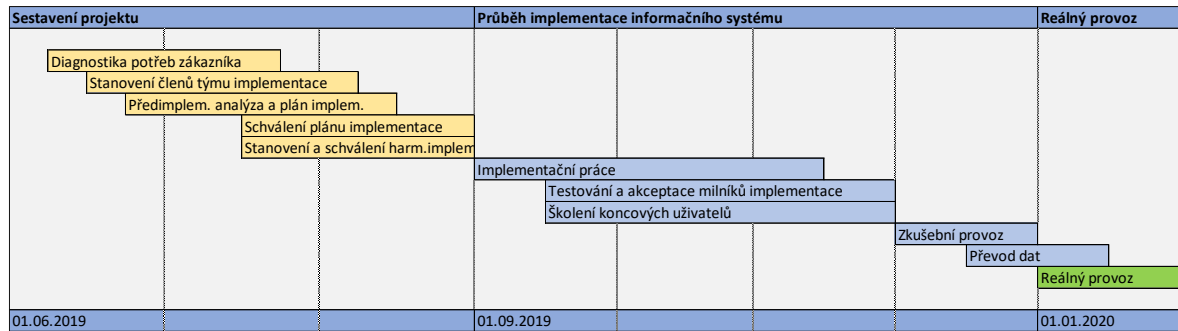 Sestavení projektu
Průběh implementace informačního systému
Reálný provoz
Diagnostika potřeb zákazníka
Stanovení členů týmu implementace
Předimplem. analýza a plán implem.
Schválení plánu implementace
Stanovení a schválení harm.implem
Implementační práce
Testování a akceptace milníků implementace
Školení koncových uživatelů
Zkušební provoz
Převod dat
Reálný provoz
01.06.2019
01.09.2019
01.01.2020